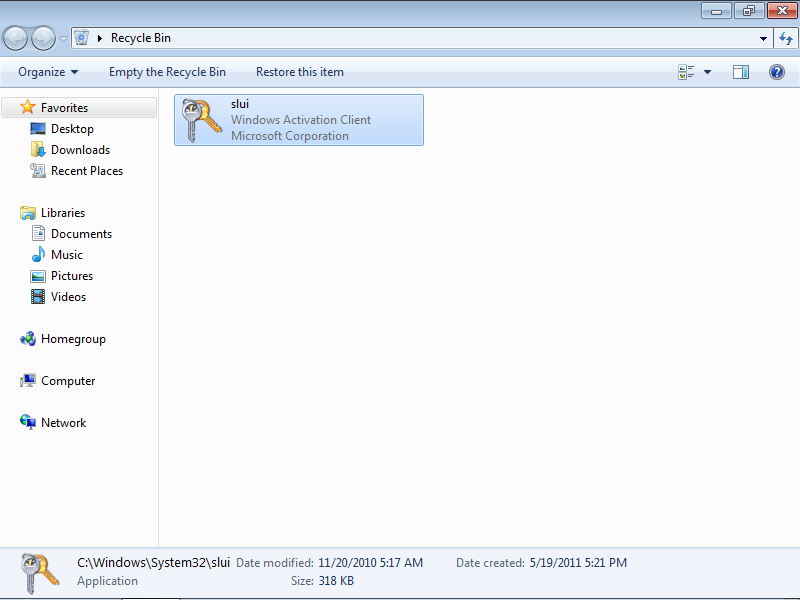 Recycle Bin
Organize Empty the Recycle Bin Restore this item
Favorites
Desktop
Downloads
Recent Places
Libraries
Documents
Music
Pictures
Videos
Homegroup
Computer
Network
slui
Windows Activation Client
Microsoft Corporation
C:\Windows\System32\slui Date modified: 11/20/2010 5:17 AM Date created: 5/19/2011 5:21 PM
Application Size: 318 KB